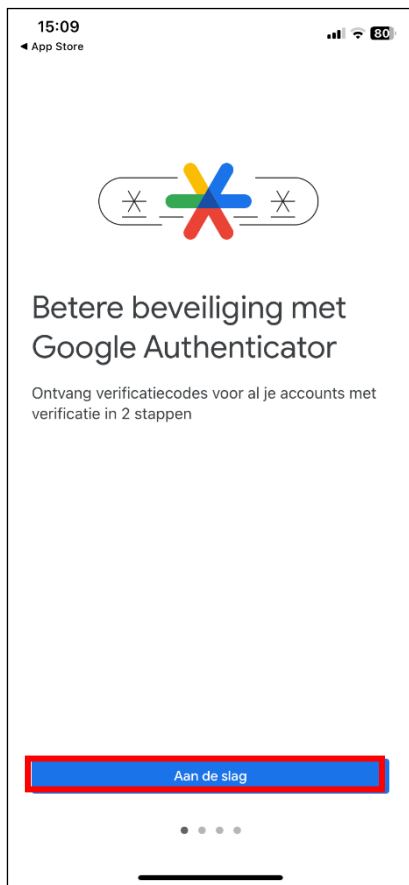 15:09
◀ App Store
80
Betere beveiliging met
Google Authenticator
Ontvang verificatiecodes voor al je accounts met
verificatie in 2 stappen
Aan de slag